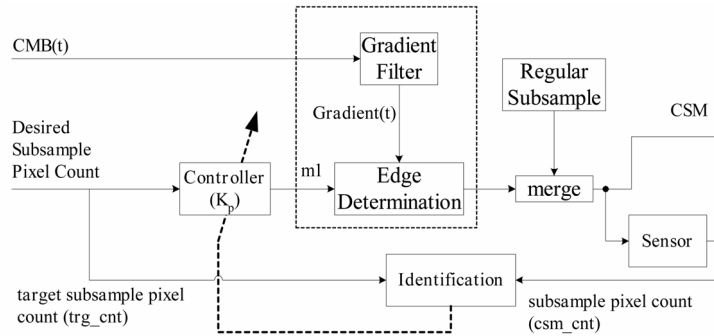 CMB(t)
Gradient
Filter
Regular
Subsample
CSM
Gradient(t)
Desired
Subsample
Pixel Count
Controller
(Kp)
m1
Edge
Determination
merge
Sensor
Identification
target subsample pixel
count (trg_cnt)
subsample pixel count
(csm_cnt)